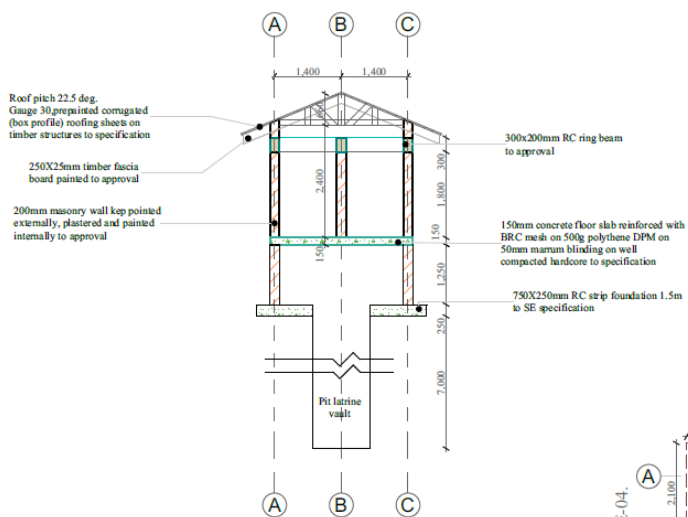 A
B
C
1,400
1,400
Roof pitch 22.5 deg.
Gauge 30,prepainted corrugated
(box profile) roofing sheets on
timber structures to specification
250X25mm timber fascia
board painted to approval
200mm masonry wall kep pointed
externally, plastered and painted
internally to approval
300x200mm RC ring beam
to approval
150mm concrete floor slab reinforced with
BRC mesh on 500g polythene DPM on
50mm marrum blinding on well
compacted hardcore to specification
750X250mm RC strip foundation 1.5m
to SE specification
2,400
150
300
1,800
150
1,250
250
7,000
Pit latrine
vault
A
B
C
A
2,100
-04.